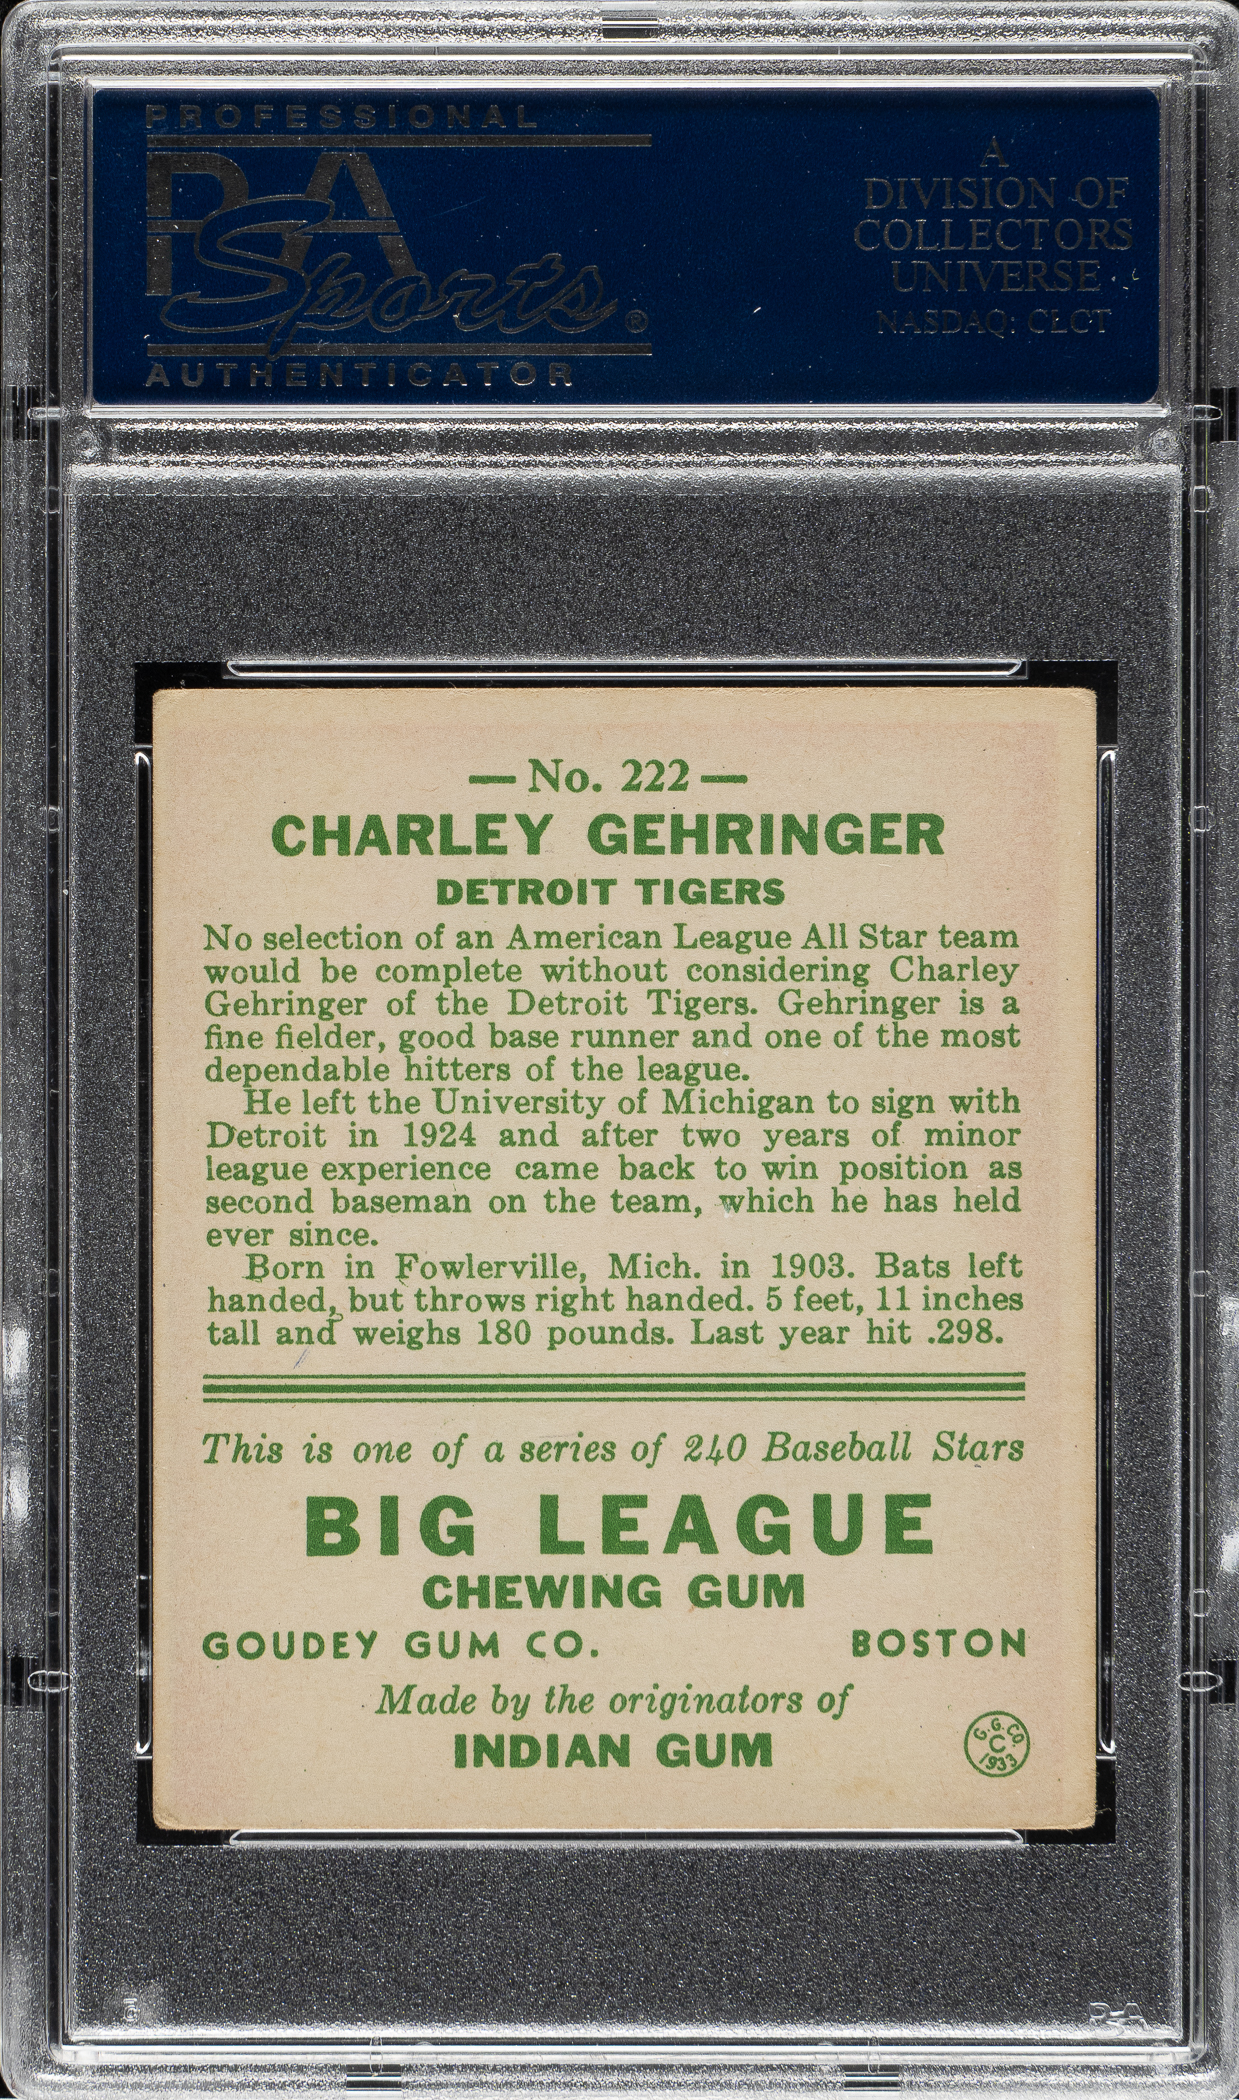 PROFESSIONAL
PSA
Sports®
AUTHENTICATOR
A
DIVISION OF
COLLECTORS
UNIVERSE
NASDAQ: CLCT
— No. 222 —
CHARLEY GEHRINGER
DETROIT TIGERS
No selection of an American League All Star team
would be complete without considering Charley
Gehringer of the Detroit Tigers. Gehringer is a
fine fielder, good base runner and one of the most
dependable hitters of the league.
He left the University of Michigan to sign with
Detroit in 1924 and after two years of minor
league experience came back to win position as
second baseman on the team, which he has held
ever since.
Born in Fowlerville, Mich. in 1903. Bats left
handed, but throws right handed. 5 feet, 11 inches
tall and weighs 180 pounds. Last year hit .298.
This is one of a series of 240 Baseball Stars
BIG LEAGUE
CHEWING GUM
GOUDEY GUM CO. BOSTON
Made by the originators of
INDIAN GUM
G. G. CO.
C
1933
PSA